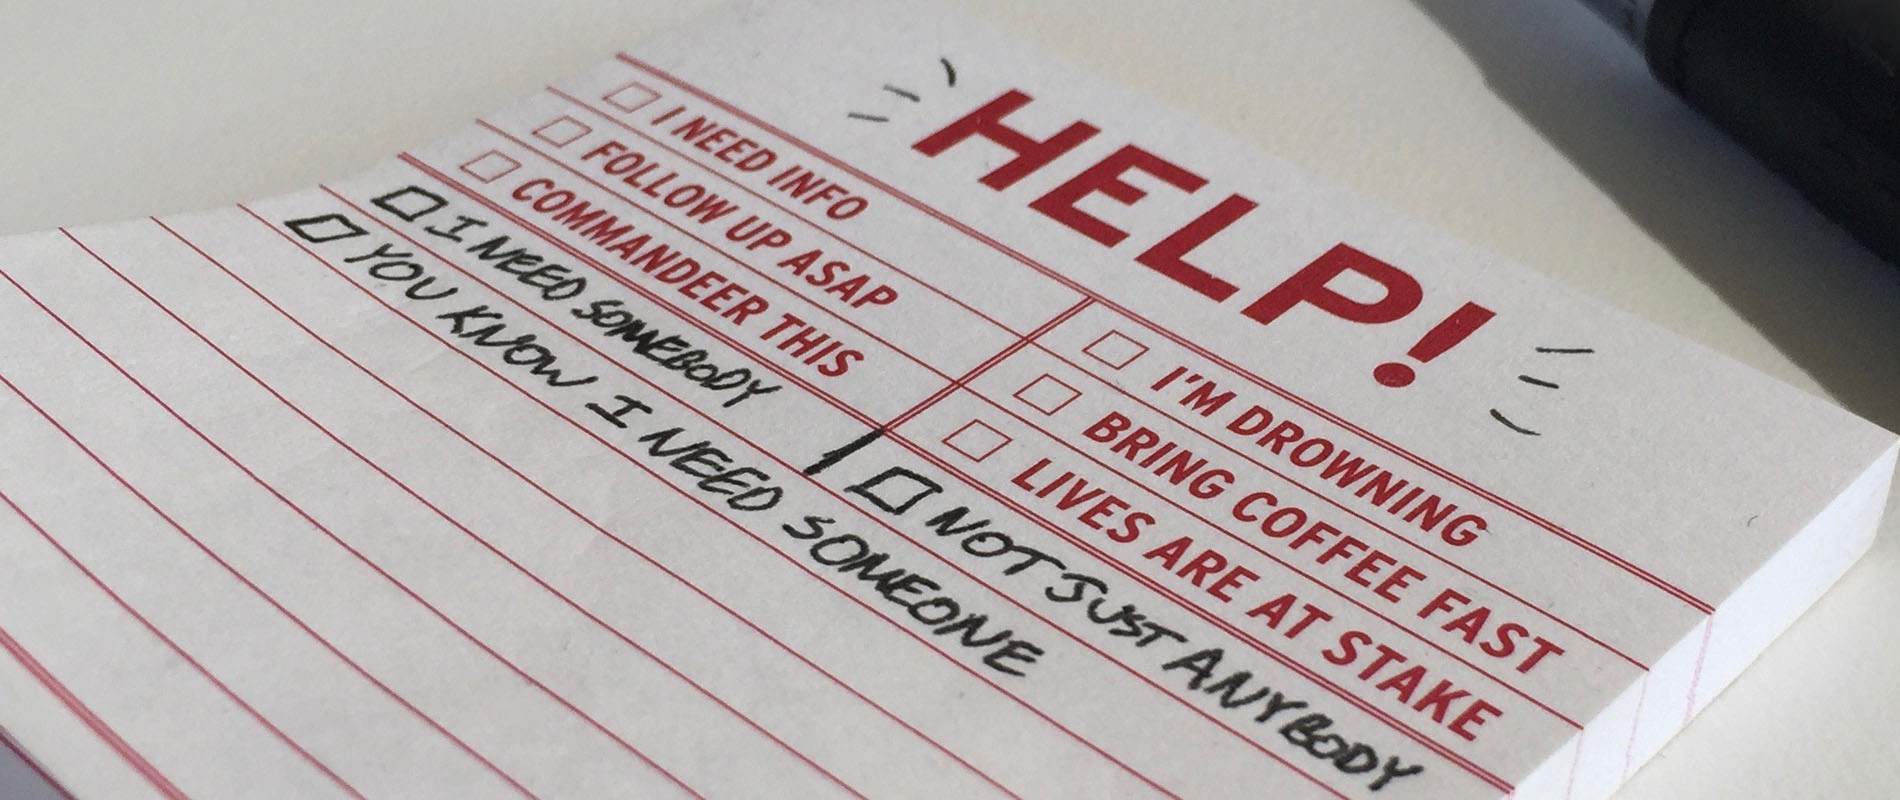 HELP!
I NEED INFO
FOLLOW UP ASAP
COMMANDEER THIS
I'M DROWNING
BRING COFFEE FAST
LIVES ARE AT STAKE
I NEED SOMEBODY
NOT JUST ANYBODY
YOU KNOW I NEED SOMEONE